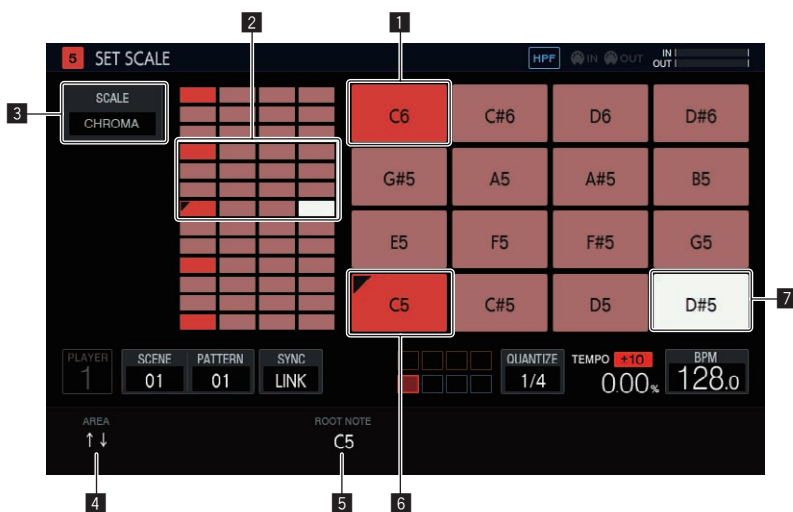 2
1
5 SET SCALE
HPF
IN OUT
IN
OUT
3
SCALE
CHROMA
C6 C#6 D6 D#6
G#5 A5 A#5 B5
E5 F5 F#5 G5
C5 C#5 D5 D#5
7
PLAYER
1
SCENE PATTERN
01 01
SYNC
LINK
QUANTIZE
1/4
TEMPO ±10
0.00%
BPM
128.0
AREA
↑↓
ROOT NOTE
C5
4
5
6